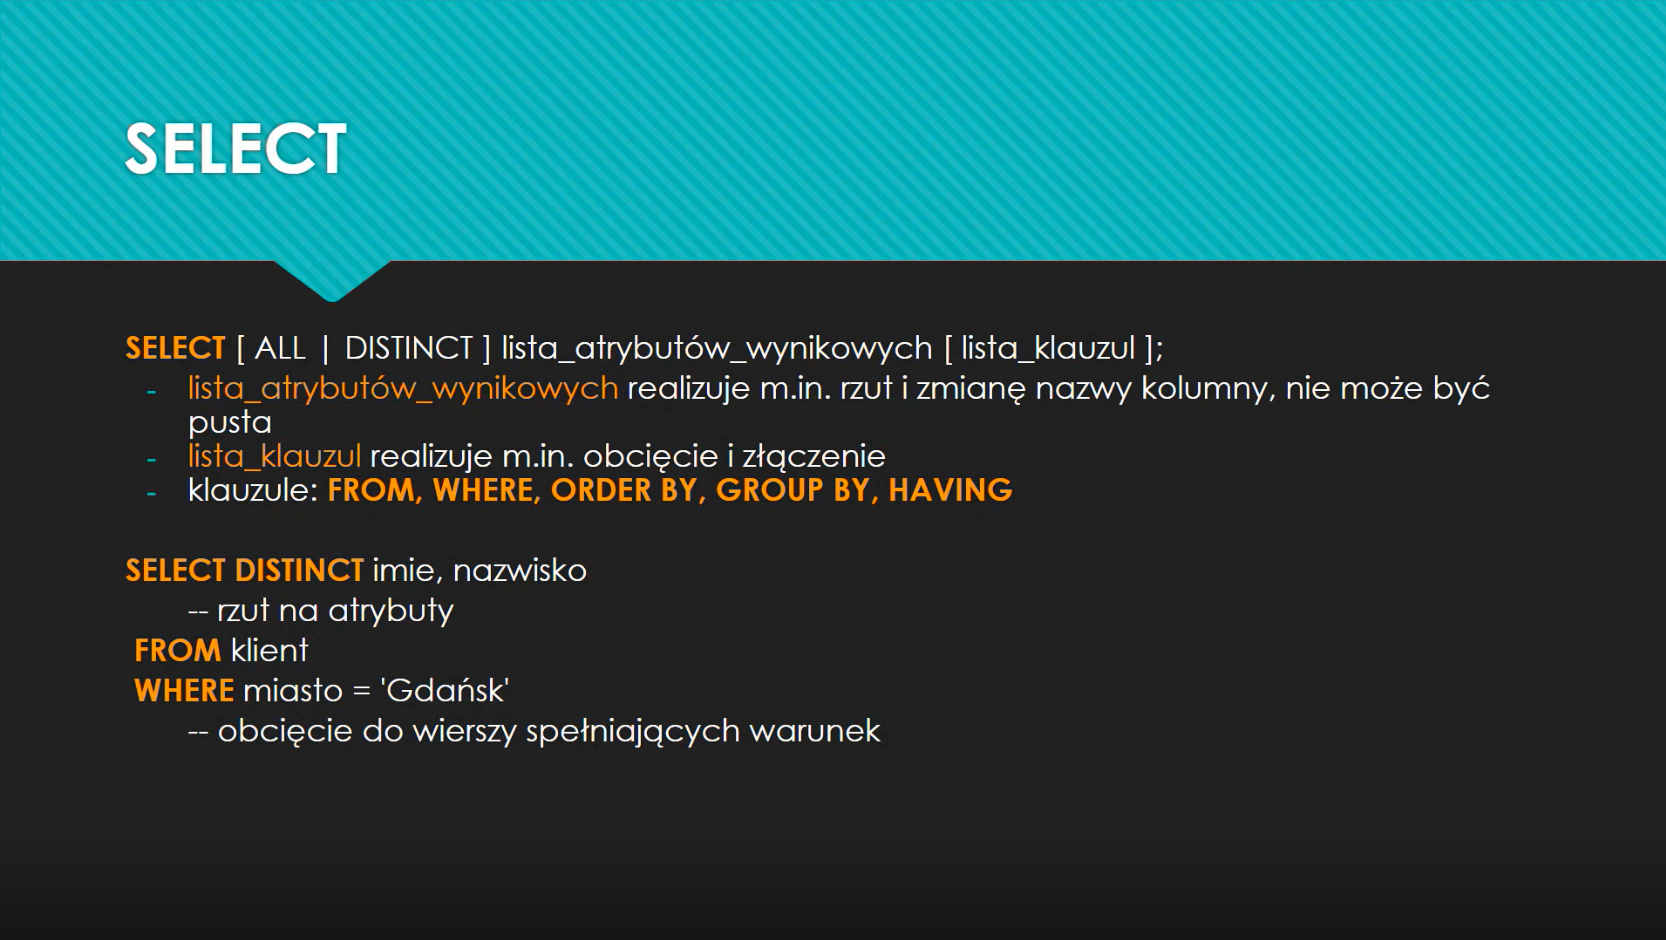 SELECT
SELECT [ ALL | DISTINCT ] lista_atrybutów_wynikowych [ lista_klauzul ];
- lista_atrybutów_wynikowych realizuje m.in. rzut i zmianę nazwy kolumny, nie może być
pusta
- lista_klauzul realizuje m.in. obcięcie i złączenie
- klauzule: FROM, WHERE, ORDER BY, GROUP BY, HAVING
SELECT DISTINCT imie, nazwisko
-- rzut na atrybuty
FROM klient
WHERE miasto = 'Gdańsk'
-- obcięcie do wierszy spełniających warunek